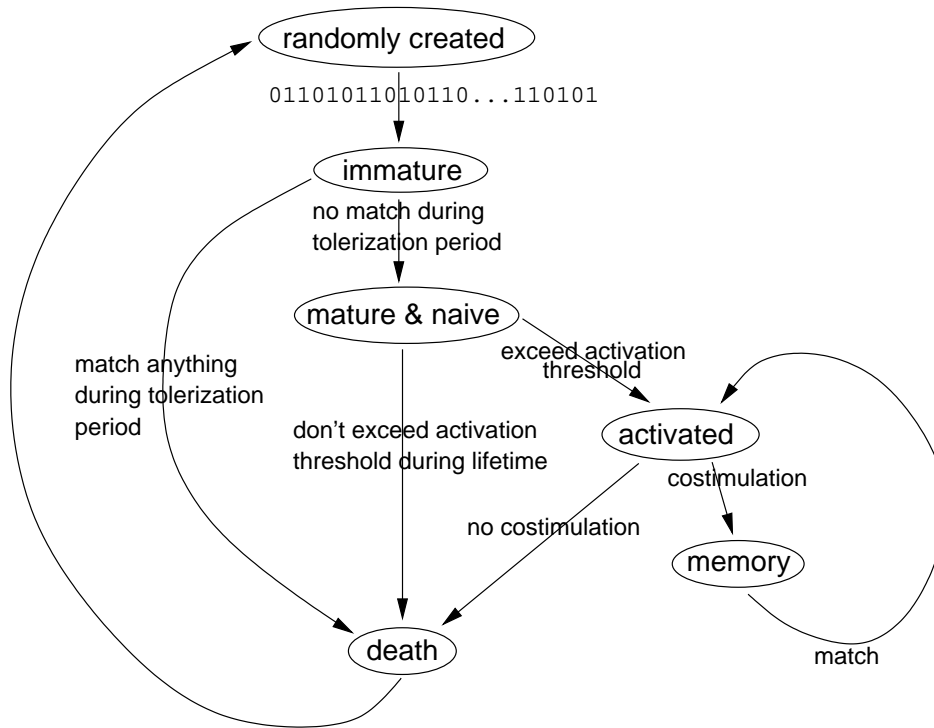 randomly created
01101011010110...110101
immature
no match during
tolerization period
mature & naive
exceed activation
threshold
match anything
during tolerization
period
don't exceed activation
threshold during lifetime
activated
costimulation
no costimulation
memory
death
match